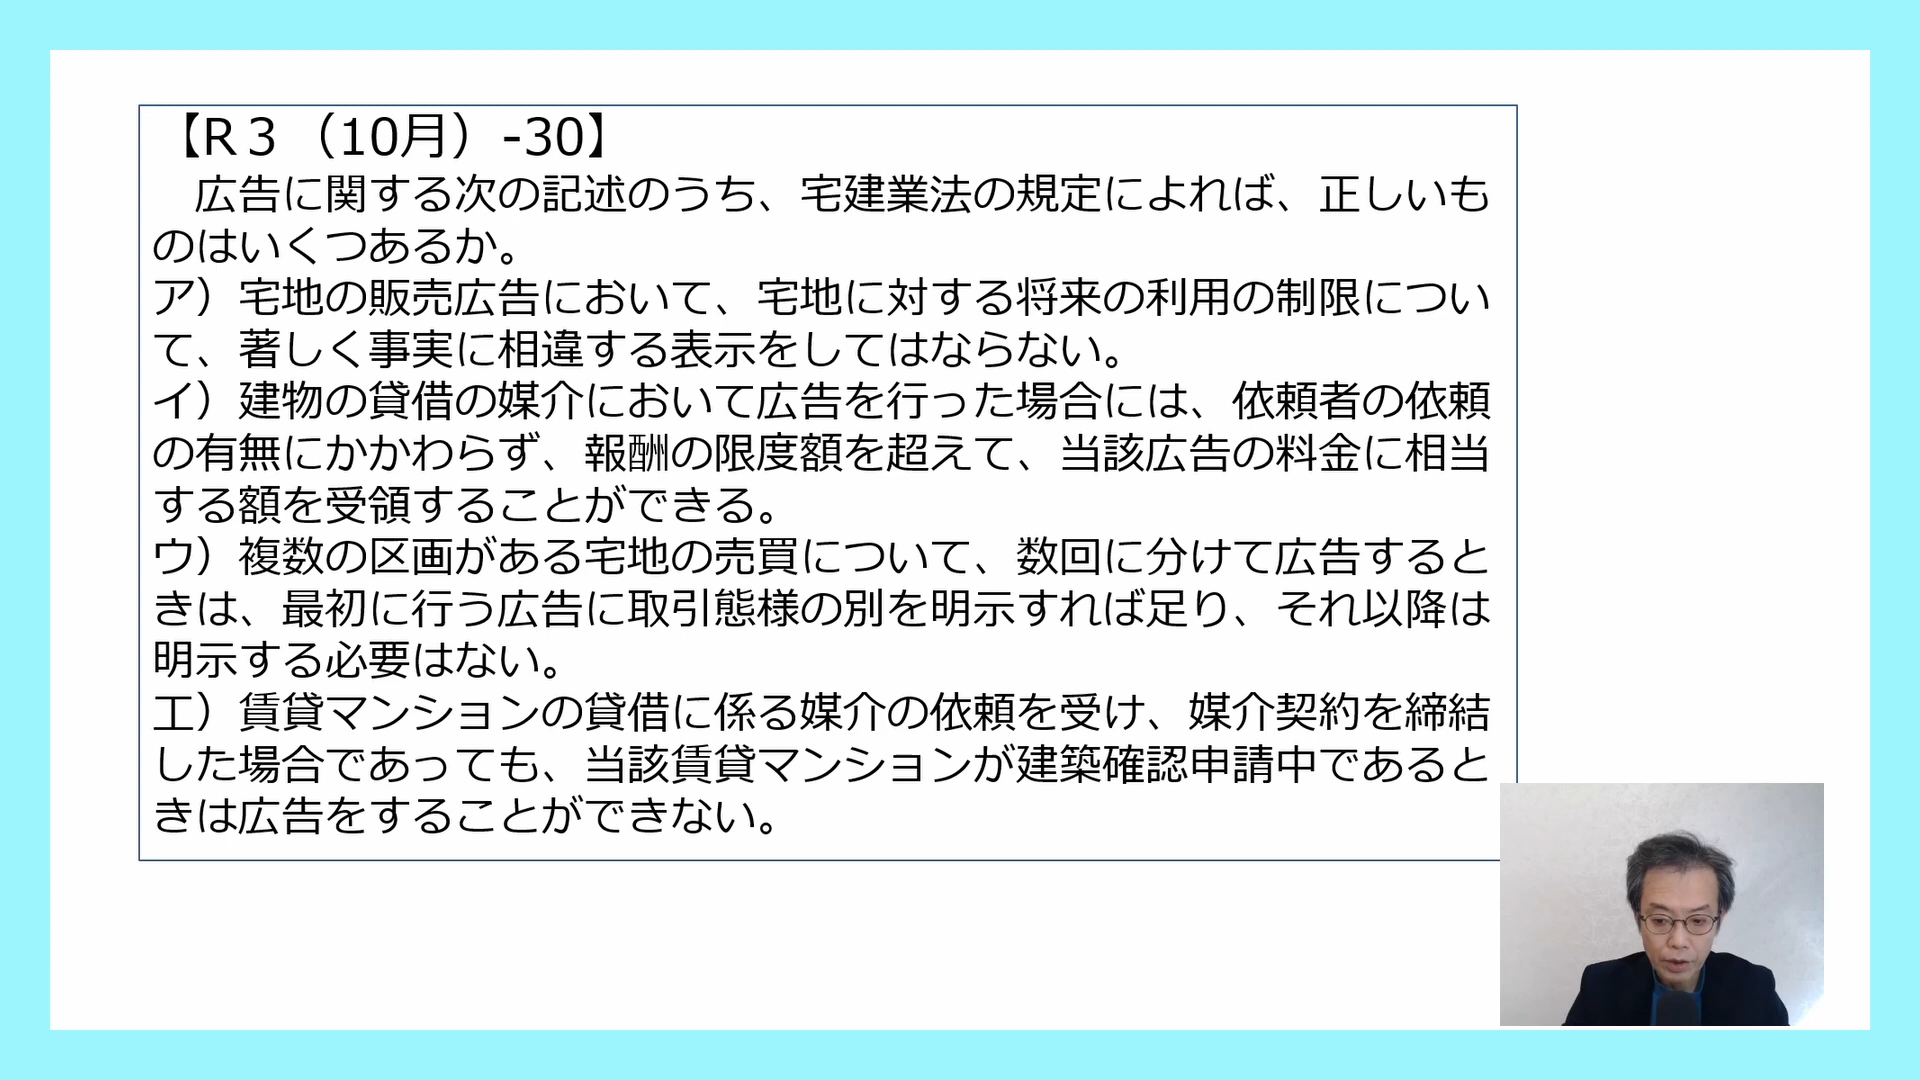 【R３（10月）-30】
広告に関する次の記述のうち、宅建業法の規定によれば、正しいも
のはいくつあるか。
ア）宅地の販売広告において、宅地に対する将来の利用の制限につい
て、著しく事実に相違する表示をしてはならない。
イ）建物の貸借の媒介において広告を行った場合には、依頼者の依頼
の有無にかかわらず、報酬の限度額を超えて、当該広告の料金に相当
する額を受領することができる。
ウ）複数の区画がある宅地の売買について、数回に分けて広告すると
きは、最初に行う広告に取引態様の別を明示すれば足り、それ以降は
明示する必要はない。
エ）賃貸マンションの貸借に係る媒介の依頼を受け、媒介契約を締結
した場合であっても、当該賃貸マンションが建築確認申請中であると
きは広告をすることができない。